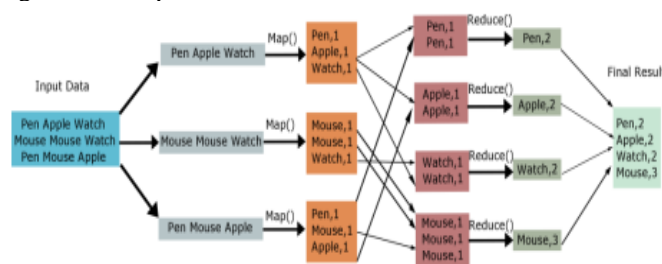 Input Data
Pen Apple Watch
Mouse Mouse Watch
Pen Mouse Apple
Pen Apple Watch
Mouse Mouse Watch
Pen Mouse Apple
Map()
Pen,1
Apple,1
Watch,1
Map()
Mouse,1
Mouse,1
Watch,1
Map()
Pen,1
Mouse,1
Apple,1
Pen,1
Pen,1
Reduce()
Pen,2
Apple,1
Apple,1
Reduce()
Apple,2
Watch,1
Watch,1
Reduce()
Watch,2
Mouse,1
Mouse,1
Mouse,1
Reduce()
Mouse,3
Final Resul
Pen,2
Apple,2
Watch,2
Mouse,3